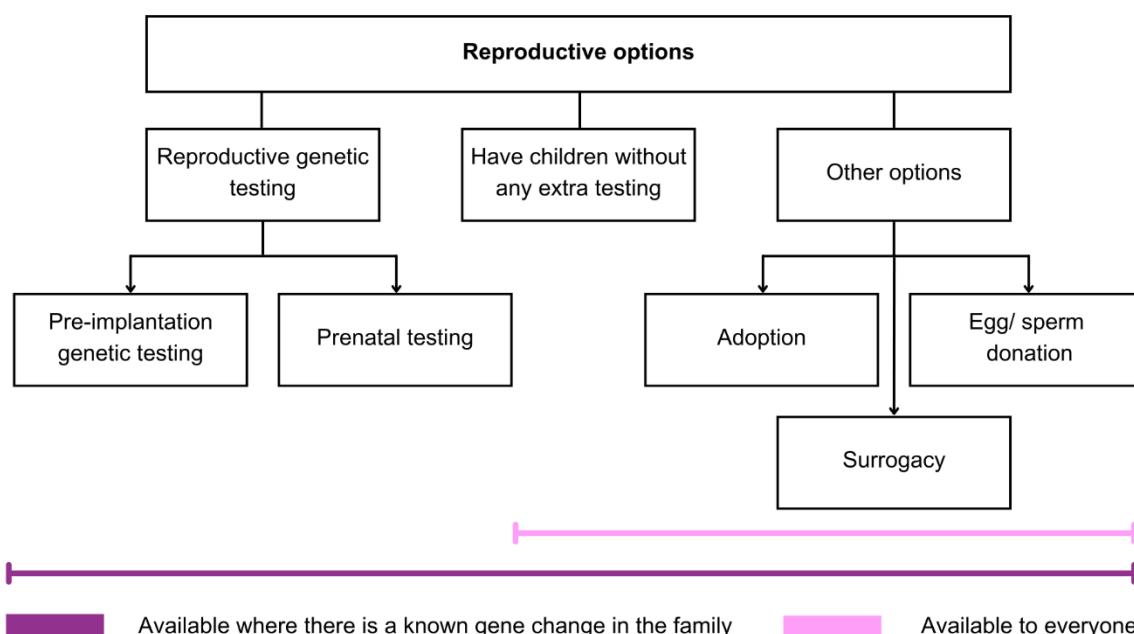 Reproductive options
Reproductive genetic
testing
Have children without
any extra testing
Other options
Pre-implantation
genetic testing
Prenatal testing
Adoption
Egg/ sperm
donation
Surrogacy
Available where there is a known gene change in the family
Available to everyone